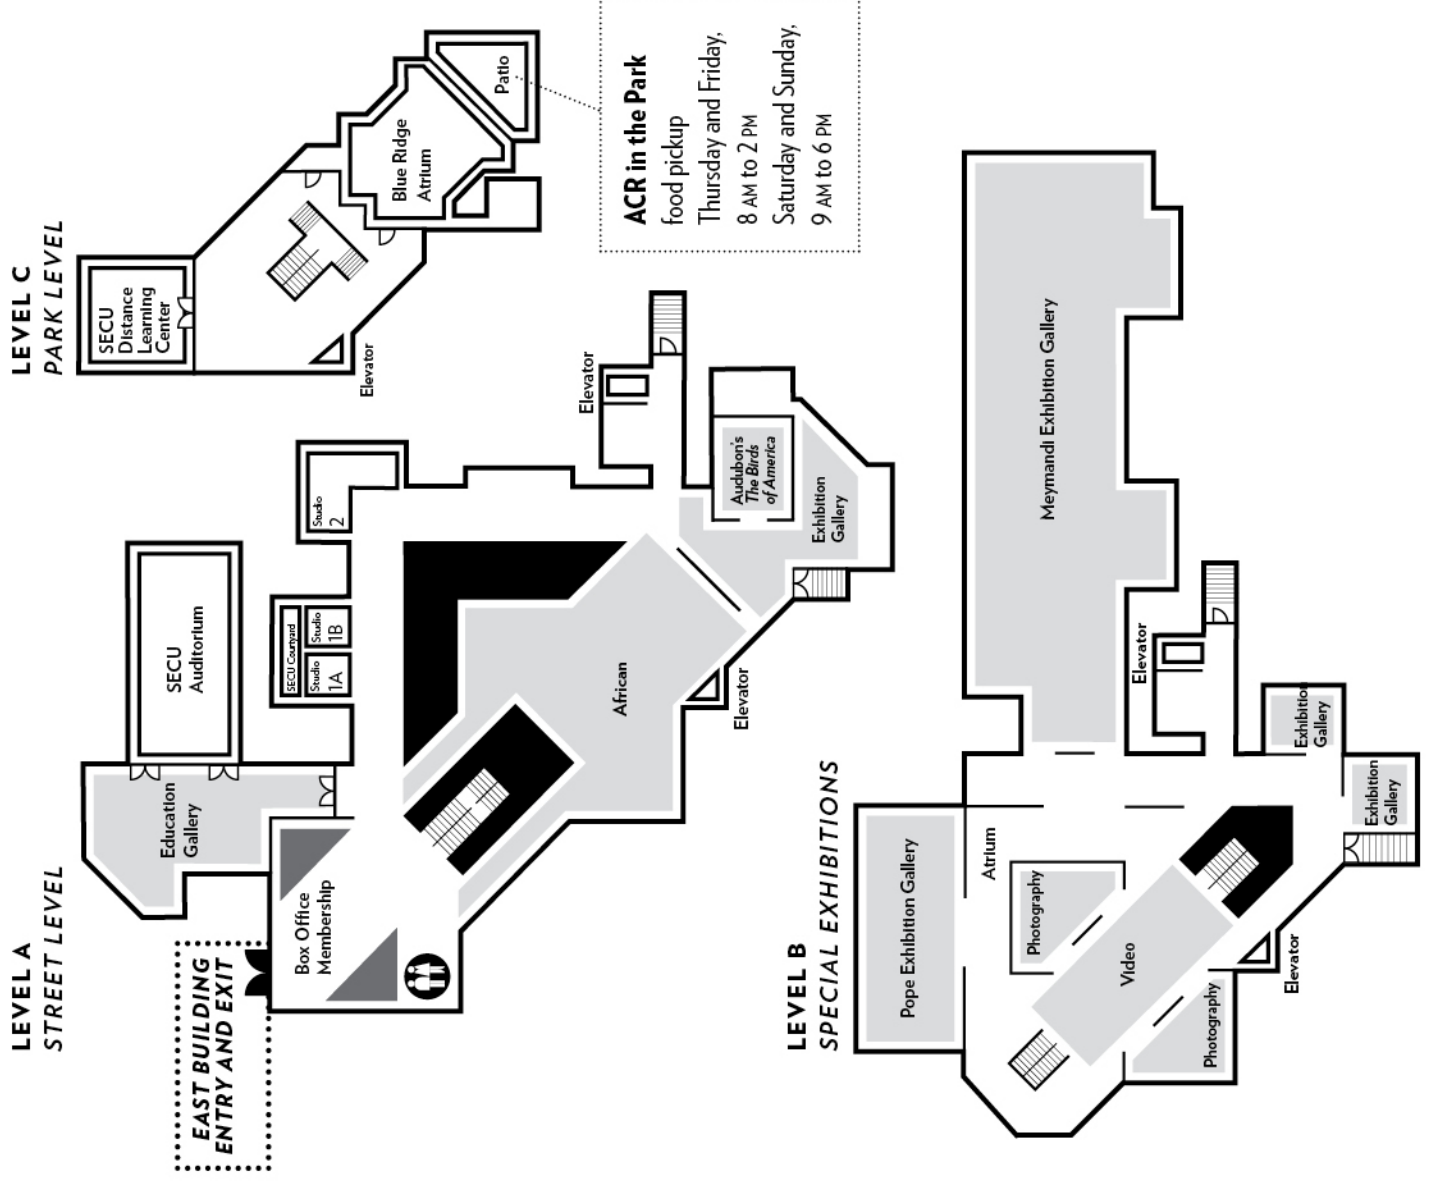 LEVEL A
STREET LEVEL
EAST BUILDING
ENTRY AND EXIT
Education
Gallery
SECU
Auditorium
Box Office
Membership
SECU Courtyard
Studio
1A
Studio
1B
Studio
2
African
Elevator
Elevator
Audubon's
The Birds
of America
Exhibition
Gallery
LEVEL C
PARK LEVEL
SECU
Distance
Learning
Center
Elevator
Blue Ridge
Atrium
Patio
ACR in the Park
food pickup
Thursday and Friday,
8 AM to 2 PM
Saturday and Sunday,
9 AM to 6 PM
LEVEL B
SPECIAL EXHIBITIONS
Pope Exhibition Gallery
Atrium
Photography
Video
Photography
Elevator
Meymandi Exhibition Gallery
Elevator
Exhibition
Gallery
Exhibition
Gallery